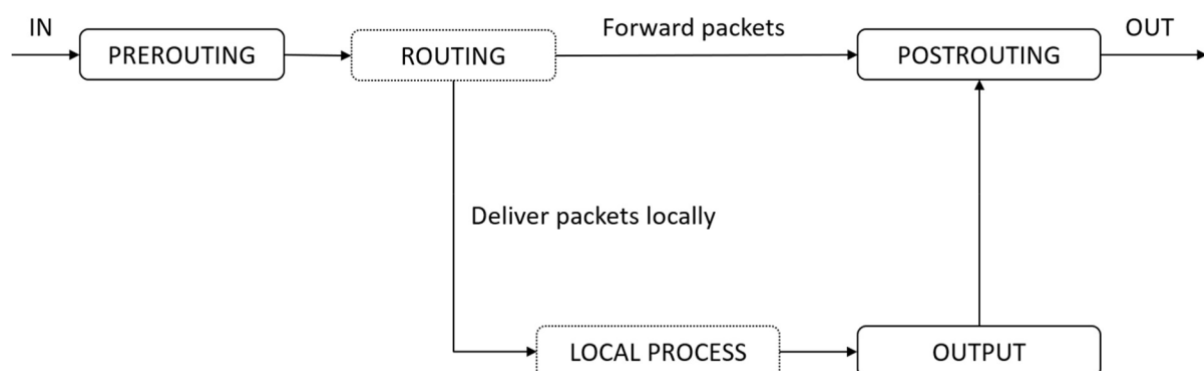 IN
PREROUTING
ROUTING
Forward packets
POSTROUTING
OUT
Deliver packets locally
LOCAL PROCESS
OUTPUT